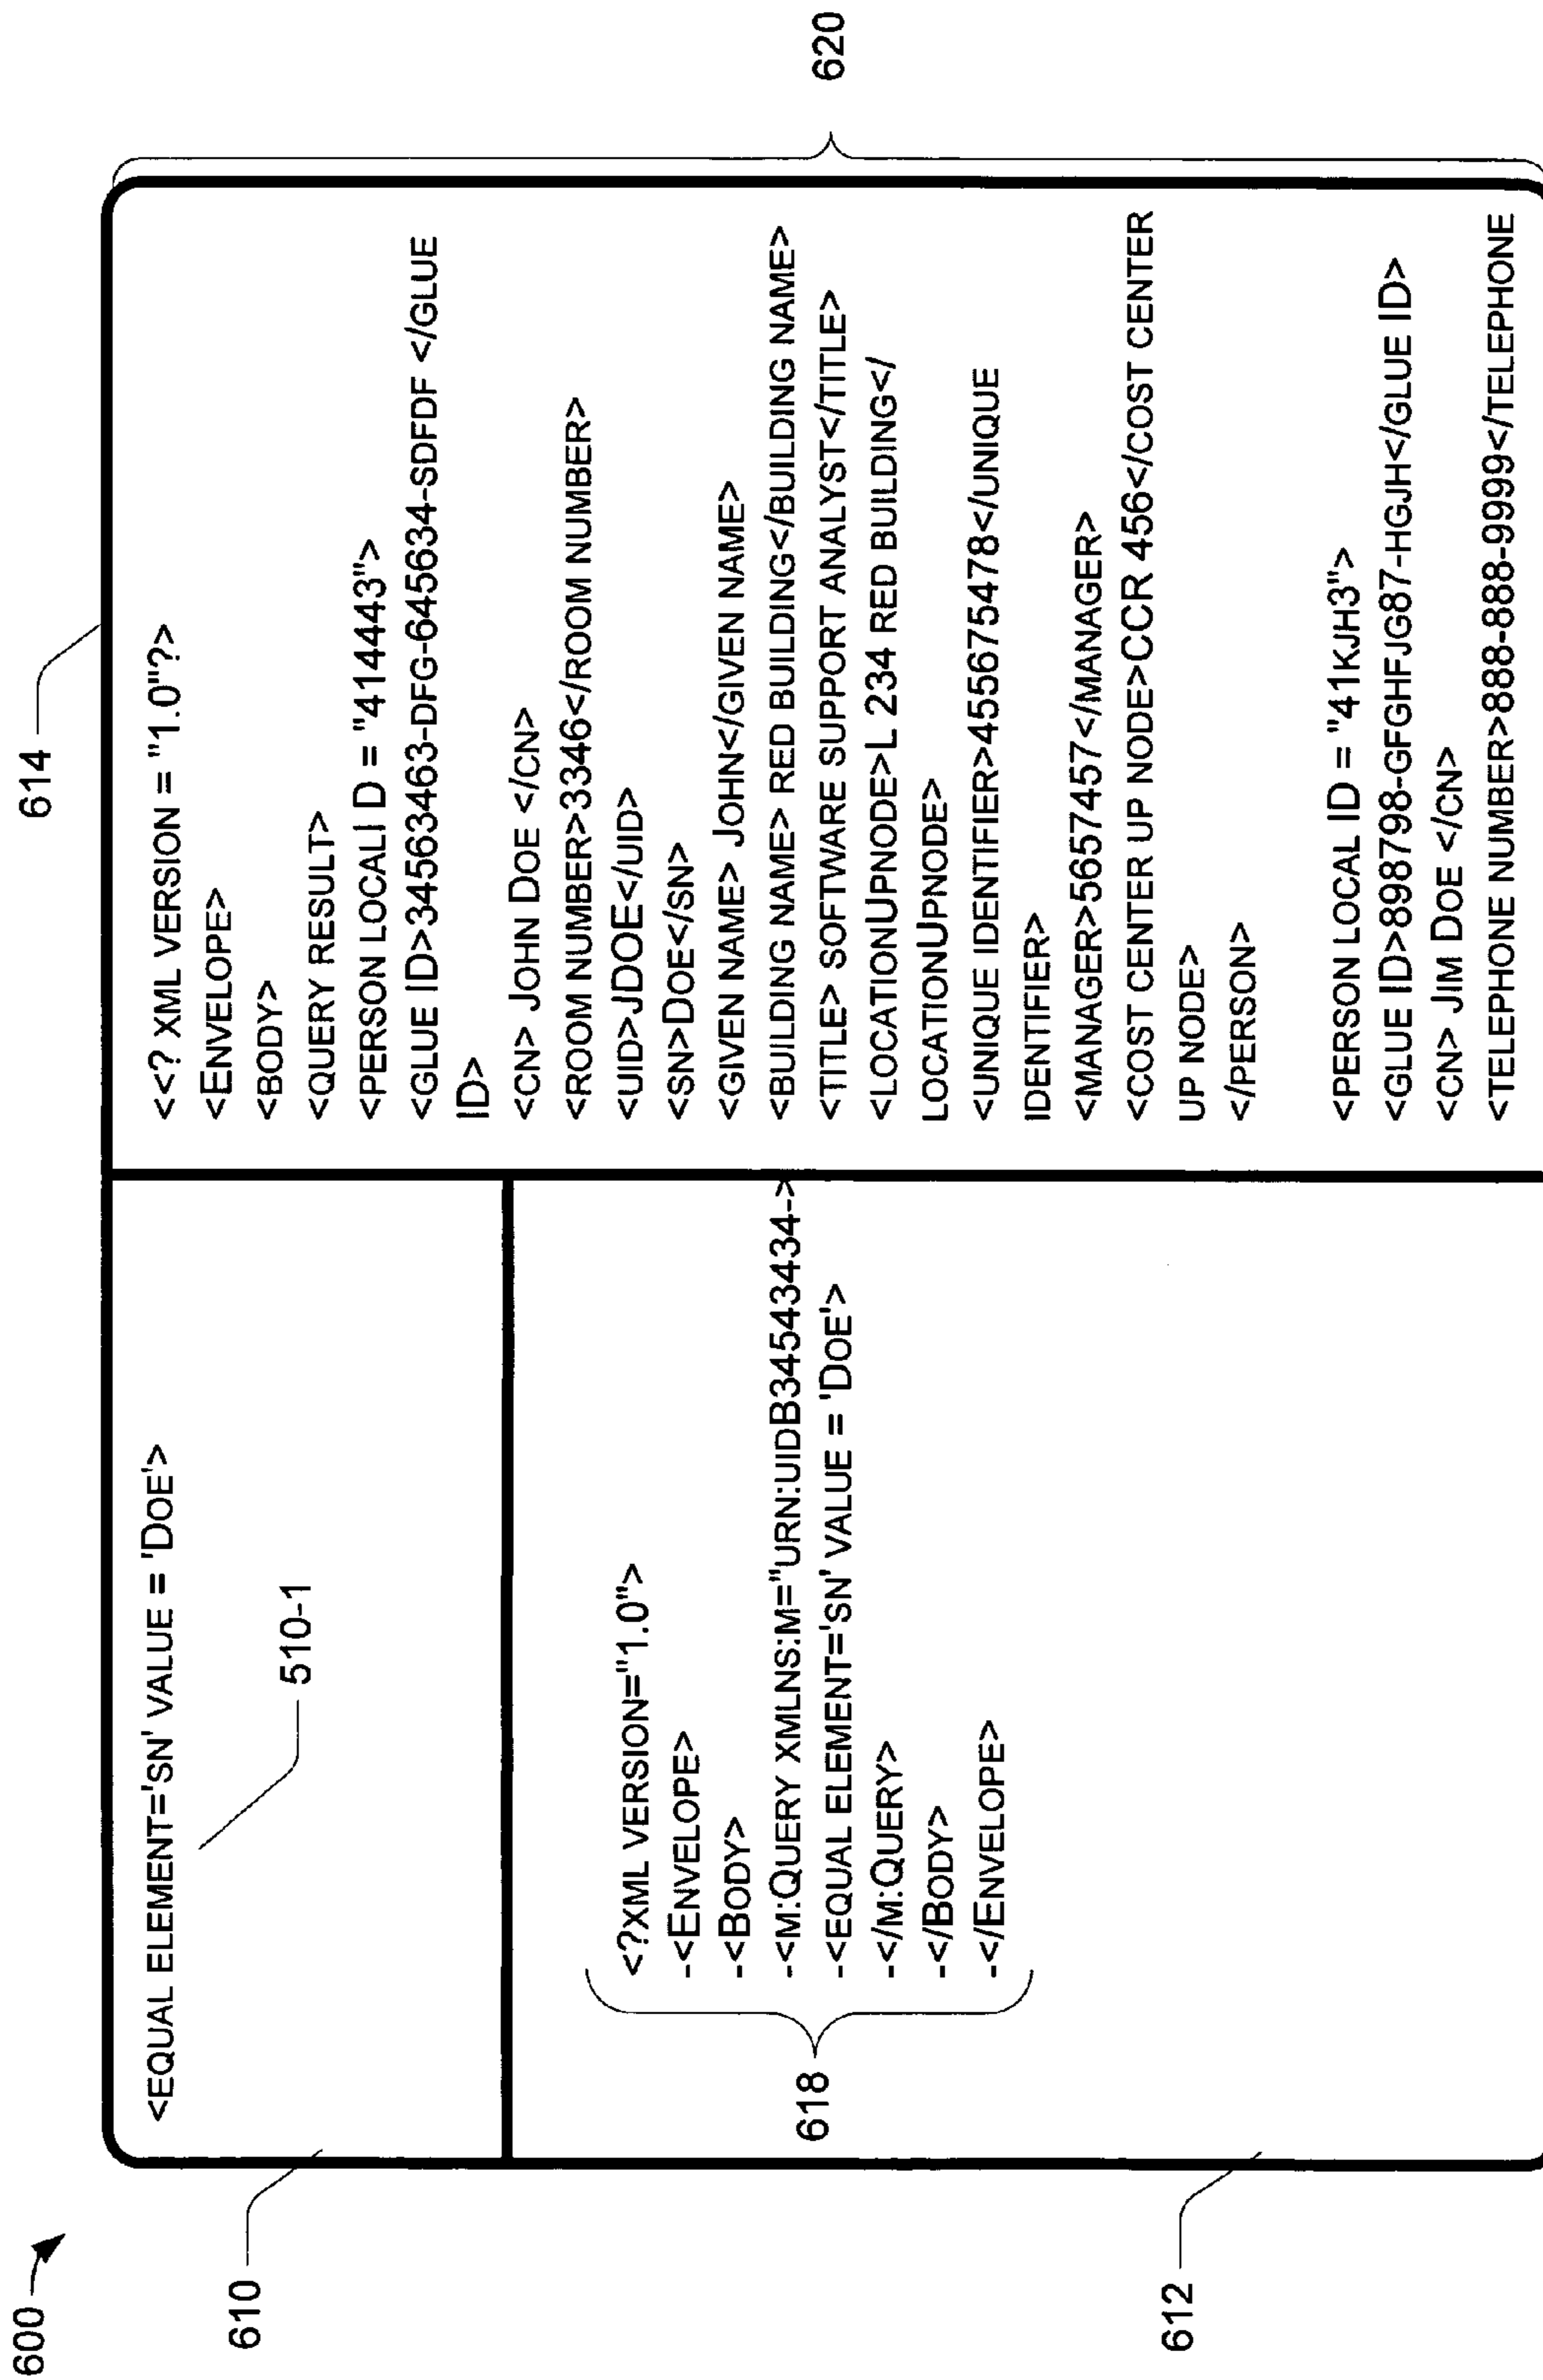 600
610
<EQUAL ELEMENT='SN' VALUE = 'DOE'>
510-1
612
618
<?XML VERSION="1.0">
-<ENVELOPE>
-<BODY>
-<M:QUERY XMLNS:M="URN:UIDB3454343434->
-<EQUAL ELEMENT='SN' VALUE = 'DOE'>
-</M:QUERY>
-</BODY>
-</ENVELOPE>
614
<<? XML VERSION = "1.0"?>
<ENVELOPE>
<BODY>
<QUERY RESULT>
<PERSON LOCALI D = "414443">
<GLUE ID>34563463-DFG-645634-SDFDF </GLUE
ID>
<CN> JOHN DOE </CN>
<ROOM NUMBER>3346</ROOM NUMBER>
<UID>JDOE</UID>
<SN>DOE</SN>
<GIVEN NAME> JOHN</GIVEN NAME>
<BUILDING NAME> RED BUILDING</BUILDING NAME>
<TITLE> SOFTWARE SUPPORT ANALYST</TITLE>
<LOCATIONUPNODE>L 234 RED BUILDING</
LOCATIONUPNODE>
<UNIQUE IDENTIFIER>455675478</UNIQUE
IDENTIFIER>
<MANAGER>5657457</MANAGER>
<COST CENTER UP NODE>CCR 456</COST CENTER
UP NODE>
</PERSON>
<PERSON LOCAL ID = "41KJH3">
<GLUE ID>898798-GFGHFJG87-HGJH</GLUE ID>
<CN> JIM DOE </CN>
<TELEPHONE NUMBER>888-888-9999</TELEPHONE
620